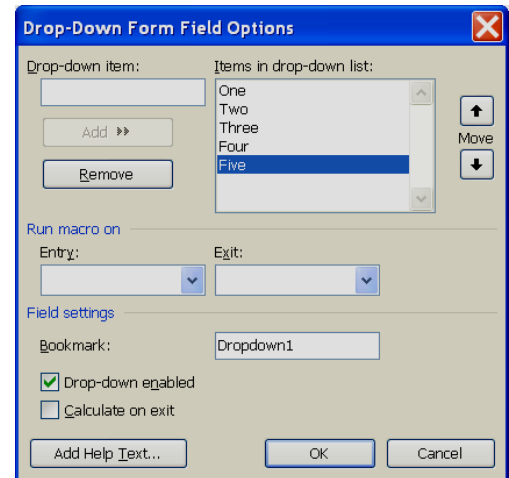 Drop-Down Form Field Options
Drop-down item:
Items in drop-down list:
One
Two
Three
Four
Five
Add
Move
Remove
Run macro on
Entry:
Exit:
Field settings
Bookmark:
Dropdown1
Drop-down enabled
Calculate on exit
Add Help Text...
OK
Cancel